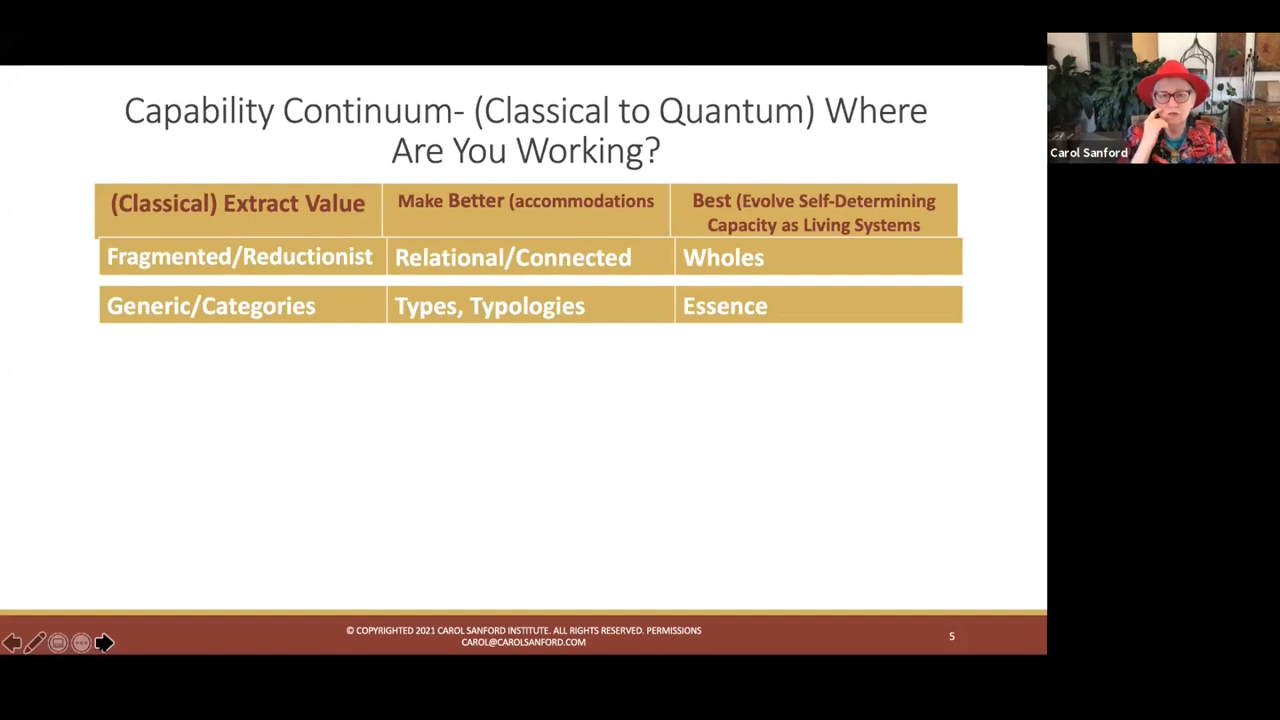 Capability Continuum- (Classical to Quantum) Where
Are You Working?
(Classical) Extract Value
Make Better (accommodations
Best (Evolve Self-Determining
Capacity as Living Systems
Fragmented/Reductionist
Relational/Connected
Wholes
Generic/Categories
Types, Typologies
Essence
© COPYRIGHTED 2021 CAROL SANFORD INSTITUTE. ALL RIGHTS RESERVED. PERMISSIONS
CAROL@CAROLSANFORD.COM
5
Carol Sanford